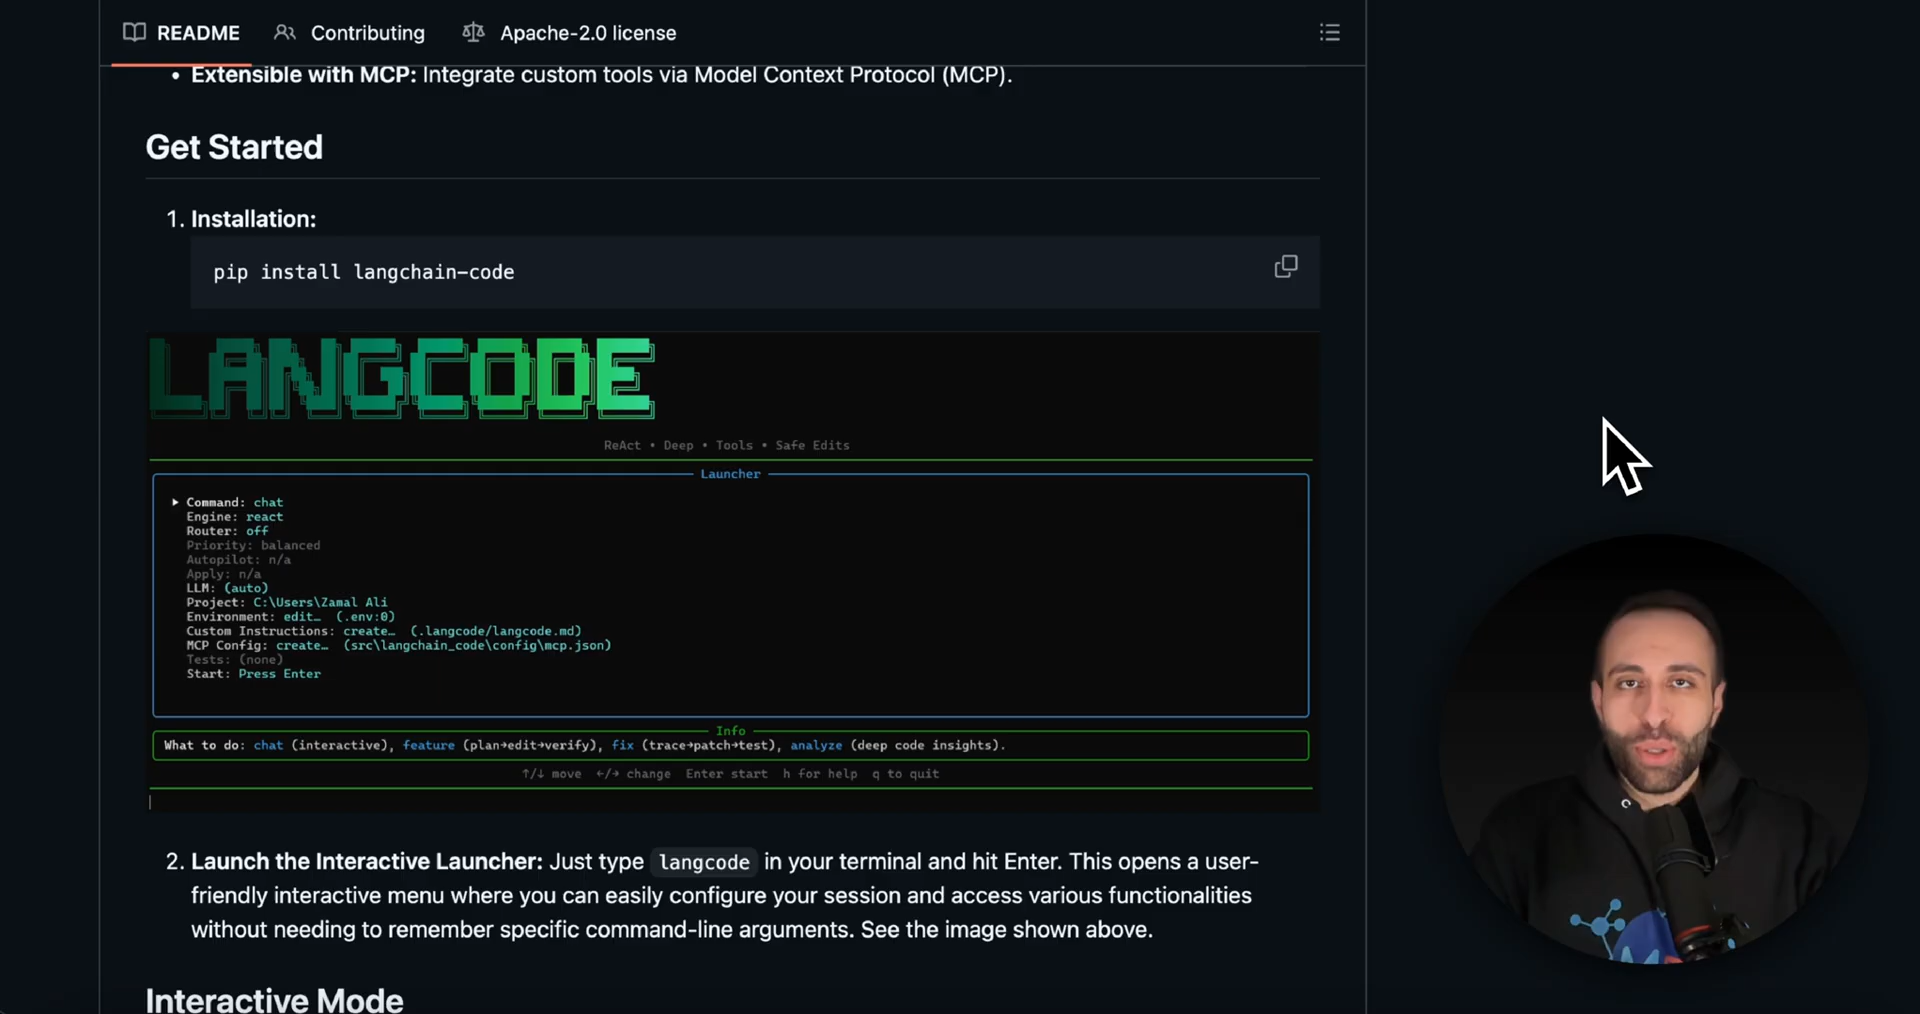 README
Contributing
Apache-2.0 license
• Extensible with MCP: Integrate custom tools via Model Context Protocol (MCP).
Get Started
1. Installation:
pip install langchain-code
LANGCODE
ReAct • Deep • Tools • Safe Edits
Launcher
▸ Command: chat
Engine: react
Router: off
Priority: balanced
Autopilot: n/a
Apply: n/a
LLM: (auto)
Project: C:\Users\Zamal Ali
Environment: edit… (.env:0)
Custom Instructions: create… (.langcode/langcode.md)
MCP Config: create… (src\langchain_code\config\mcp.json)
Tests: (none)
Start: Press Enter
Info
What to do: chat (interactive), feature (plan→edit→verify), fix (trace→patch→test), analyze (deep code insights).
↑/↓ move ←/→ change Enter start h for help q to quit
2. Launch the Interactive Launcher: Just type langcode in your terminal and hit Enter. This opens a user-
friendly interactive menu where you can easily configure your session and access various functionalities
without needing to remember specific command-line arguments. See the image shown above.
Interactive Mode